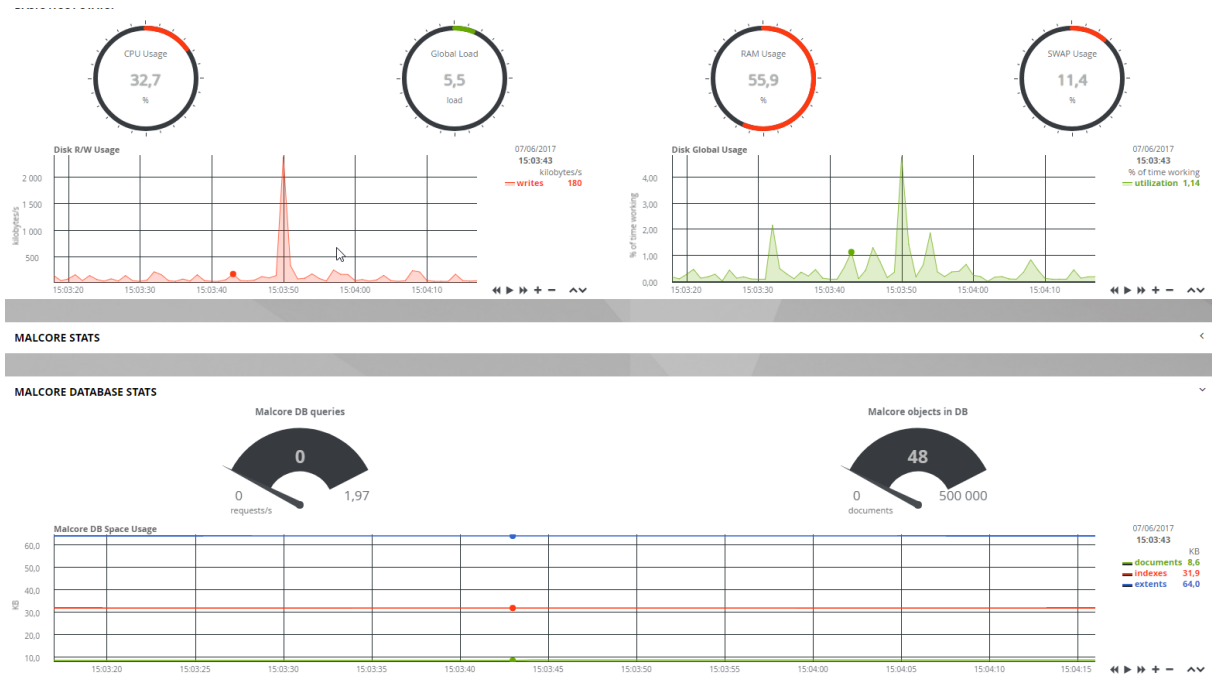 CPU Usage
32,7
%
Global Load
5,5
load
RAM Usage
55,9
%
SWAP Usage
11,4
%
Disk R/W Usage
kilobytes/s
2 000
1 500
1 000
500
15:03:20 15:03:30 15:03:40 15:03:50 15:04:00 15:04:10
07/06/2017
15:03:43
kilobytes/s
writes 180
Disk Global Usage
% of time working
4,00
3,00
2,00
1,00
0,00
15:03:20 15:03:30 15:03:40 15:03:50 15:04:00 15:04:10
07/06/2017
15:03:43
% of time working
utilization 1,14
MALCORE STATS
MALCORE DATABASE STATS
Malcore DB queries
0
0 1,97
requests/s
Malcore objects in DB
48
0 500 000
documents
Malcore DB Space Usage
KB
60,0
50,0
40,0
30,0
20,0
10,0
15:03:20 15:03:25 15:03:30 15:03:35 15:03:40 15:03:45 15:03:50 15:03:55 15:04:00 15:04:05 15:04:10 15:04:15
07/06/2017
15:03:43
KB
documents 8,6
indexes 31,9
extents 64,0